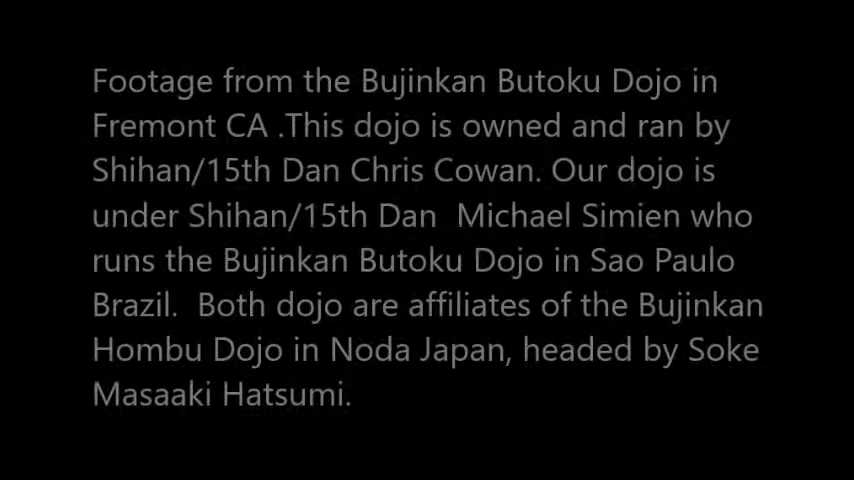 Footage from the Bujinkan Butoku Dojo in
Fremont CA .This dojo is owned and ran by
Shihan/15th Dan Chris Cowan. Our dojo is
under Shihan/15th Dan  Michael Simien who
runs the Bujinkan Butoku Dojo in Sao Paulo
Brazil.  Both dojo are affiliates of the Bujinkan
Hombu Dojo in Noda Japan, headed by Soke
Masaaki Hatsumi.